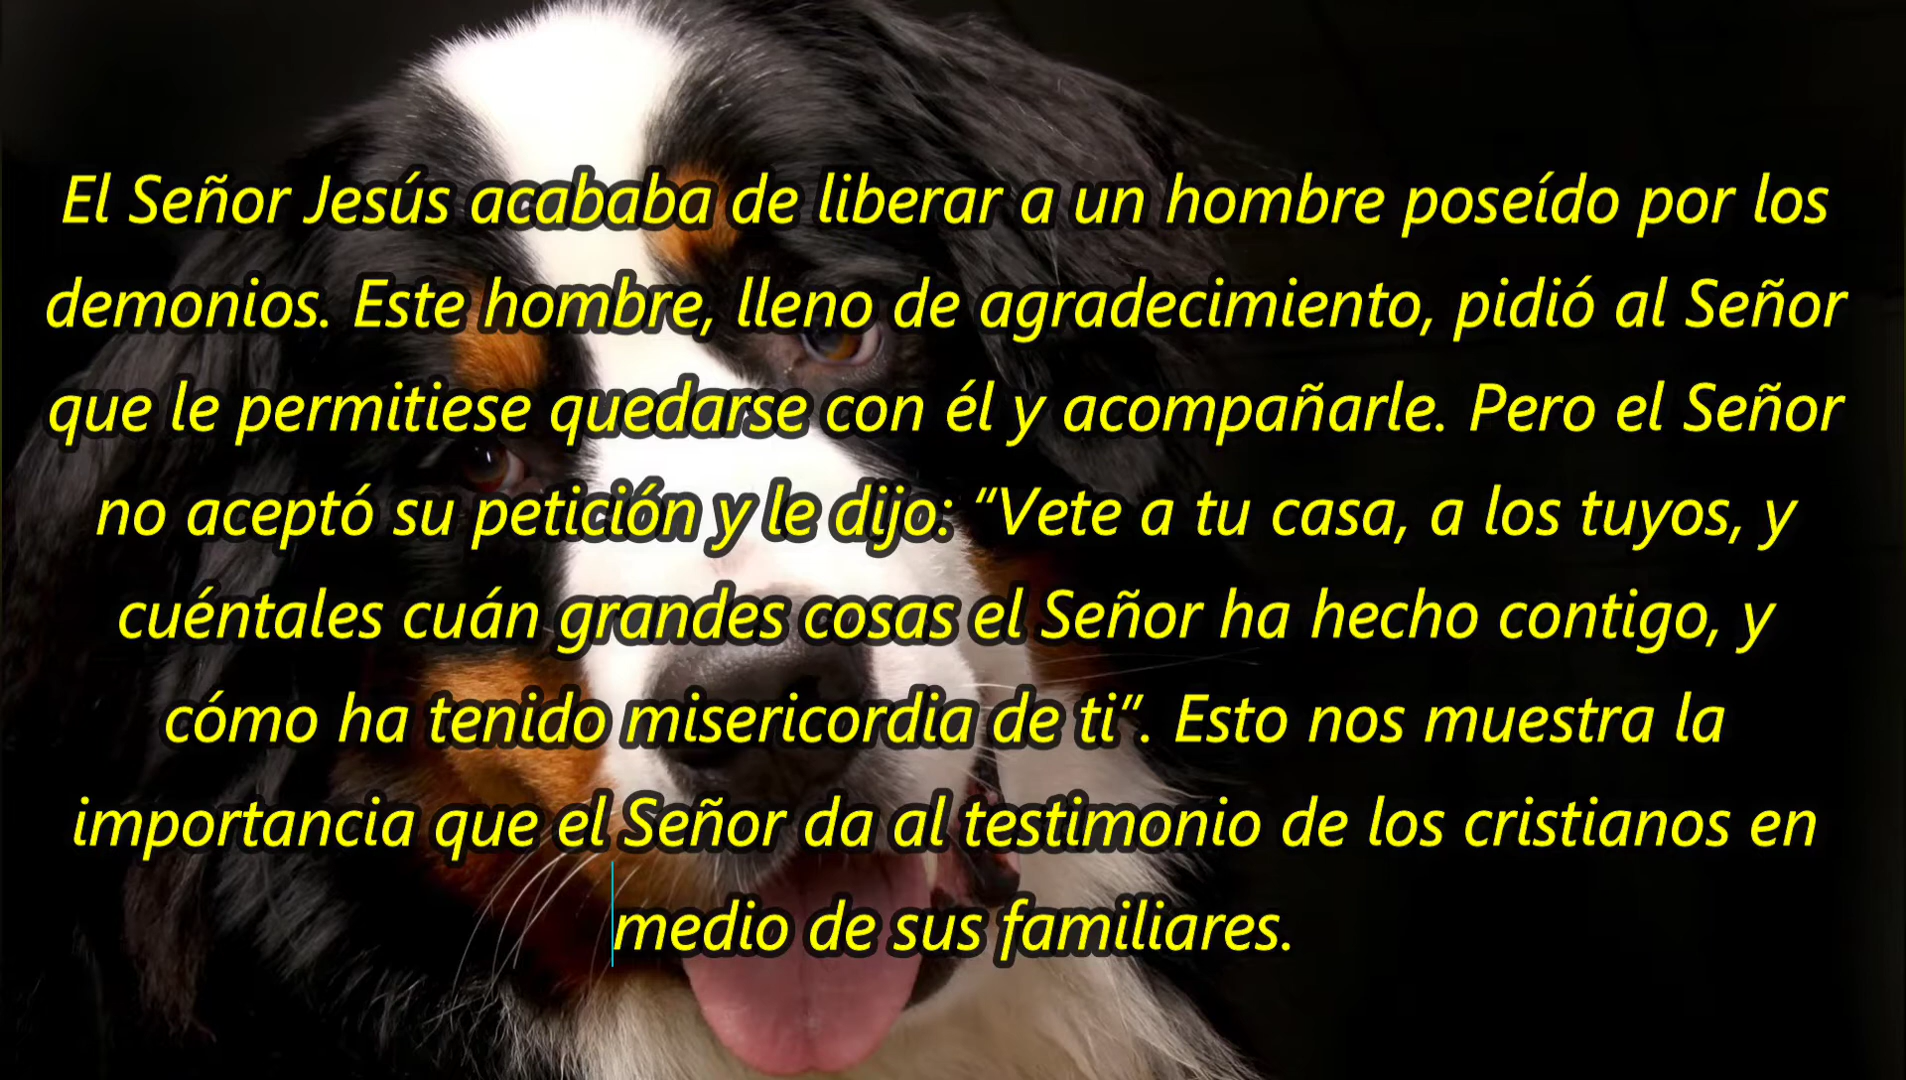 El Señor Jesús acababa de liberar a un hombre poseído por los
demonios. Este hombre, lleno de agradecimiento, pidió al Señor
que le permitiese quedarse con él y acompañarle. Pero el Señor
no aceptó su petición y le dijo: “Vete a tu casa, a los tuyos, y
cuéntales cuán grandes cosas el Señor ha hecho contigo, y
cómo ha tenido misericordia de ti”. Esto nos muestra la
importancia que el Señor da al testimonio de los cristianos en
medio de sus familiares.